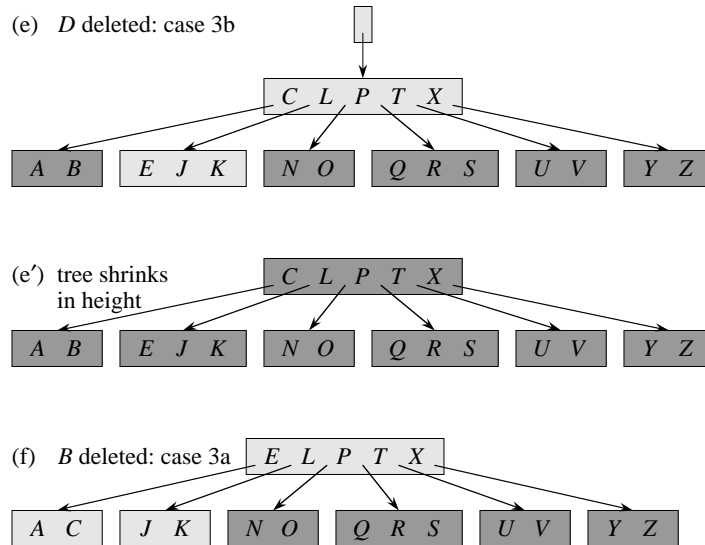 (e) D deleted: case 3b
C L P T X
A B E J K N O Q R S U V Y Z
(e′) tree shrinks
in height
C L P T X
A B E J K N O Q R S U V Y Z
(f) B deleted: case 3a
E L P T X
A C J K N O Q R S U V Y Z